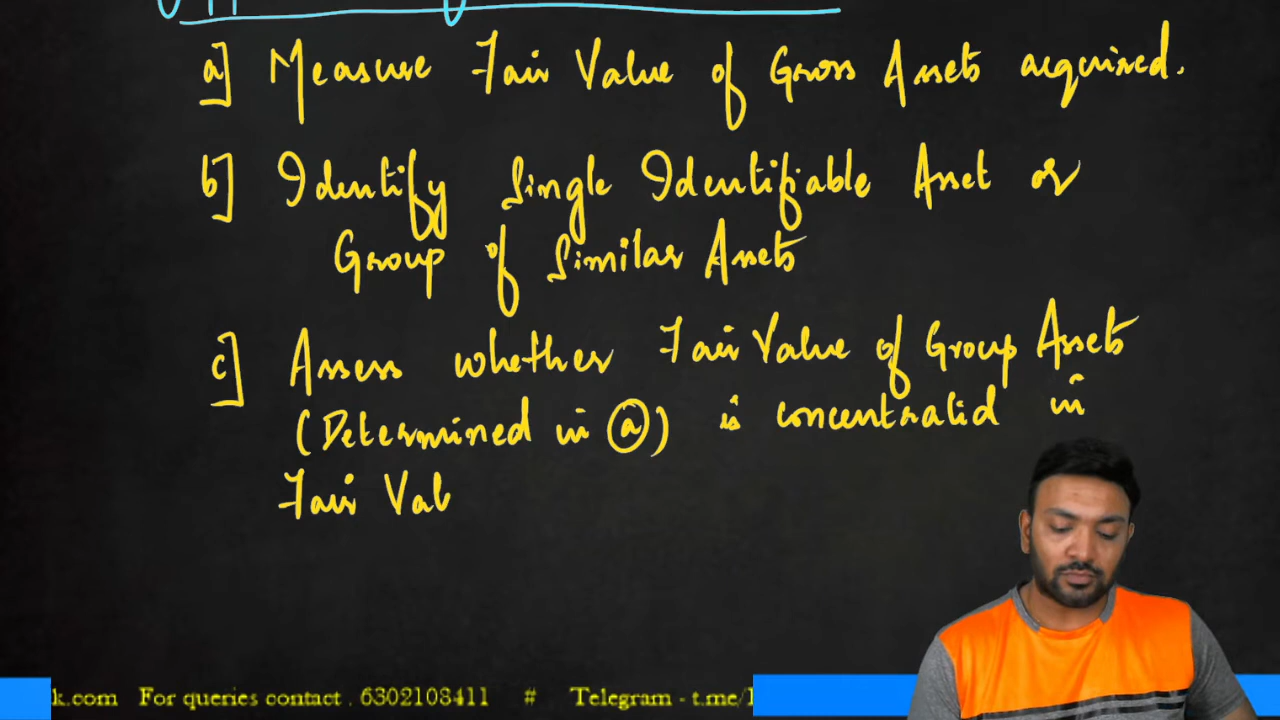 a] Measure Fair Value of Gross Assets acquired.
b] Identify Single Identifiable Asset or
Group of Similar Assets
c] Assess whether Fair Value of Group Assets
(Determined in a) is concentratid in
Fair Val
k.com For queries contact . 6302108411 # Telegram - t.me/